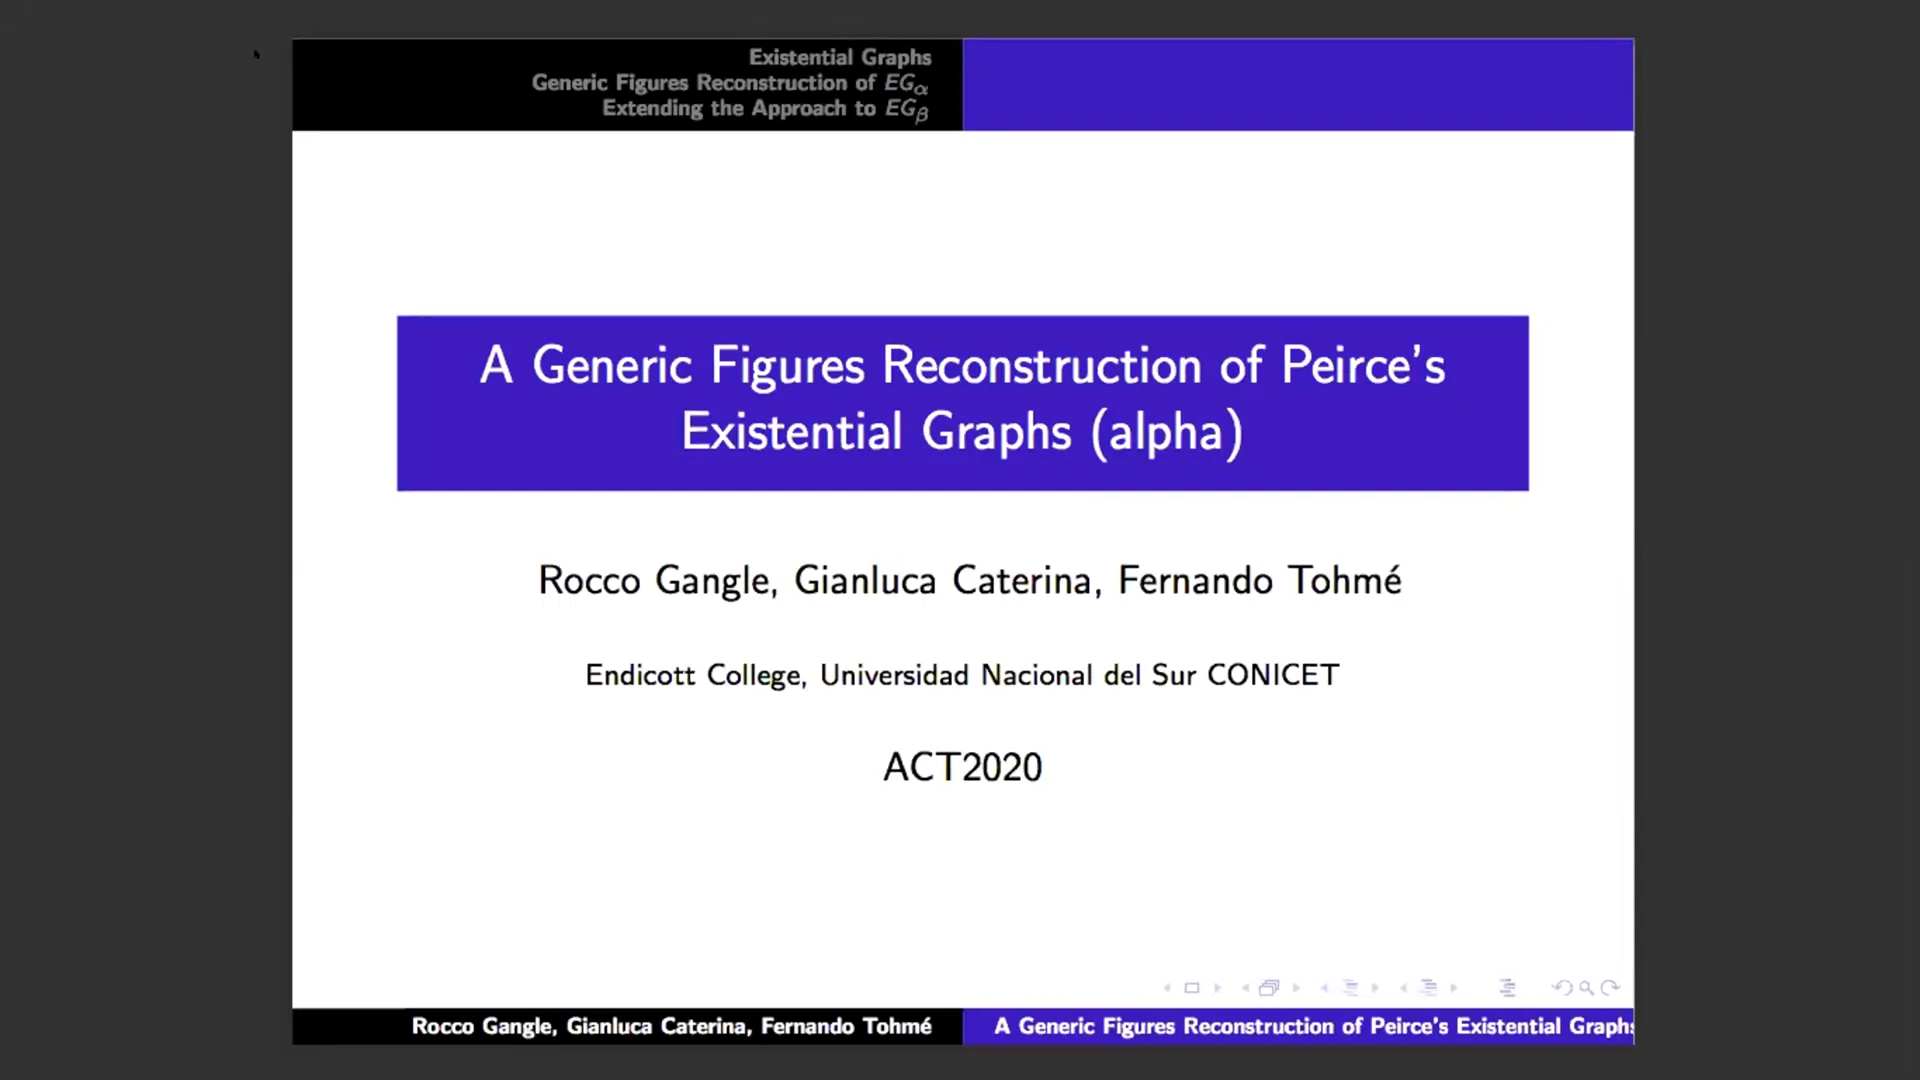 Existential Graphs
Generic Figures Reconstruction of EGα
Extending the Approach to EGβ
A Generic Figures Reconstruction of Peirce's
Existential Graphs (alpha)
Rocco Gangle, Gianluca Caterina, Fernando Tohmé
Endicott College, Universidad Nacional del Sur CONICET
ACT2020
Rocco Gangle, Gianluca Caterina, Fernando Tohmé
A Generic Figures Reconstruction of Peirce's Existential Graphs